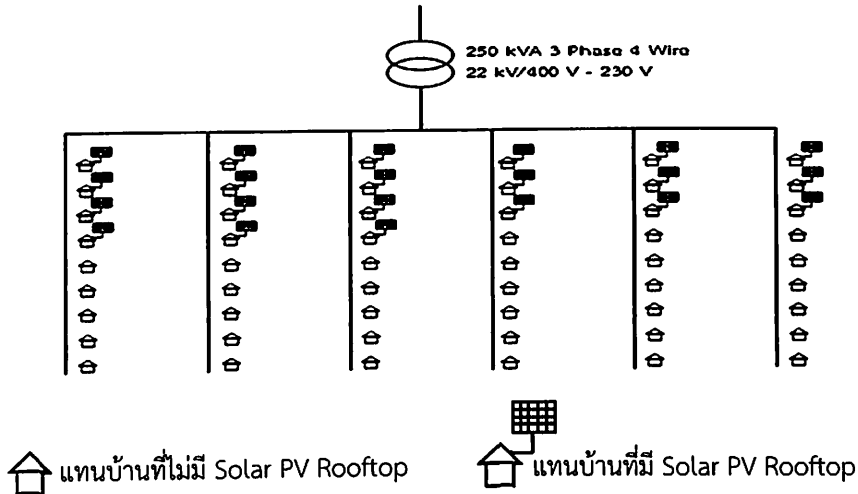 250 kVA 3 Phase 4 Wire
22 kV/400 V - 230 V
แทนบ้านที่ไม่มี Solar PV Rooftop
แทนบ้านที่มี Solar PV Rooftop